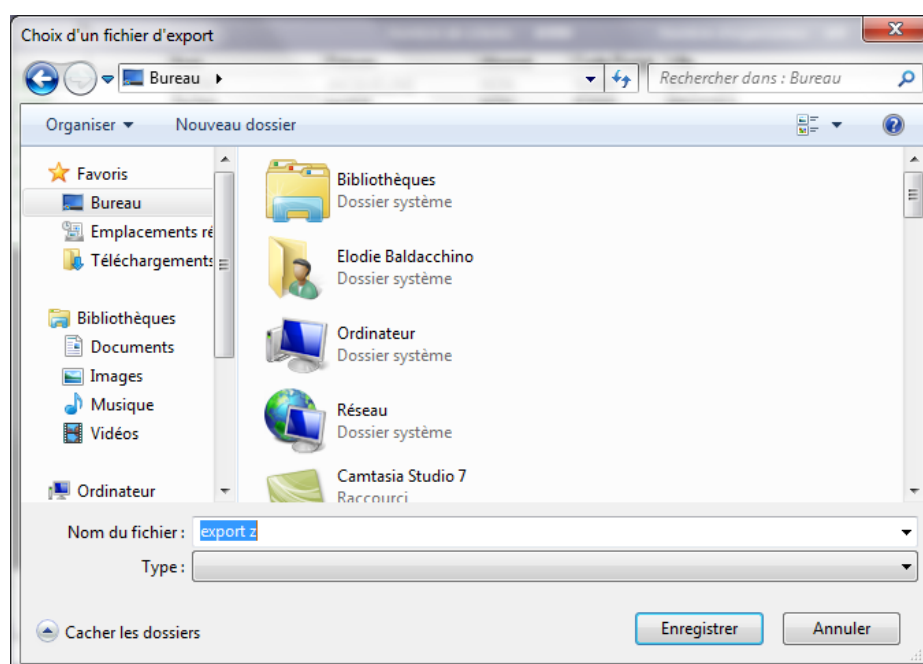 Choix d'un fichier d'export
Bureau
Rechercher dans : Bureau
Organiser
Nouveau dossier
Favoris
Bureau
Emplacements ré
Téléchargements
Bibliothèques
Documents
Images
Musique
Vidéos
Ordinateur
Bibliothèques
Dossier système
Elodie Baldacchino
Dossier système
Ordinateur
Dossier système
Réseau
Dossier système
Camtasia Studio 7
Raccourci
Nom du fichier : export z
Type :
Cacher les dossiers
Enregistrer
Annuler